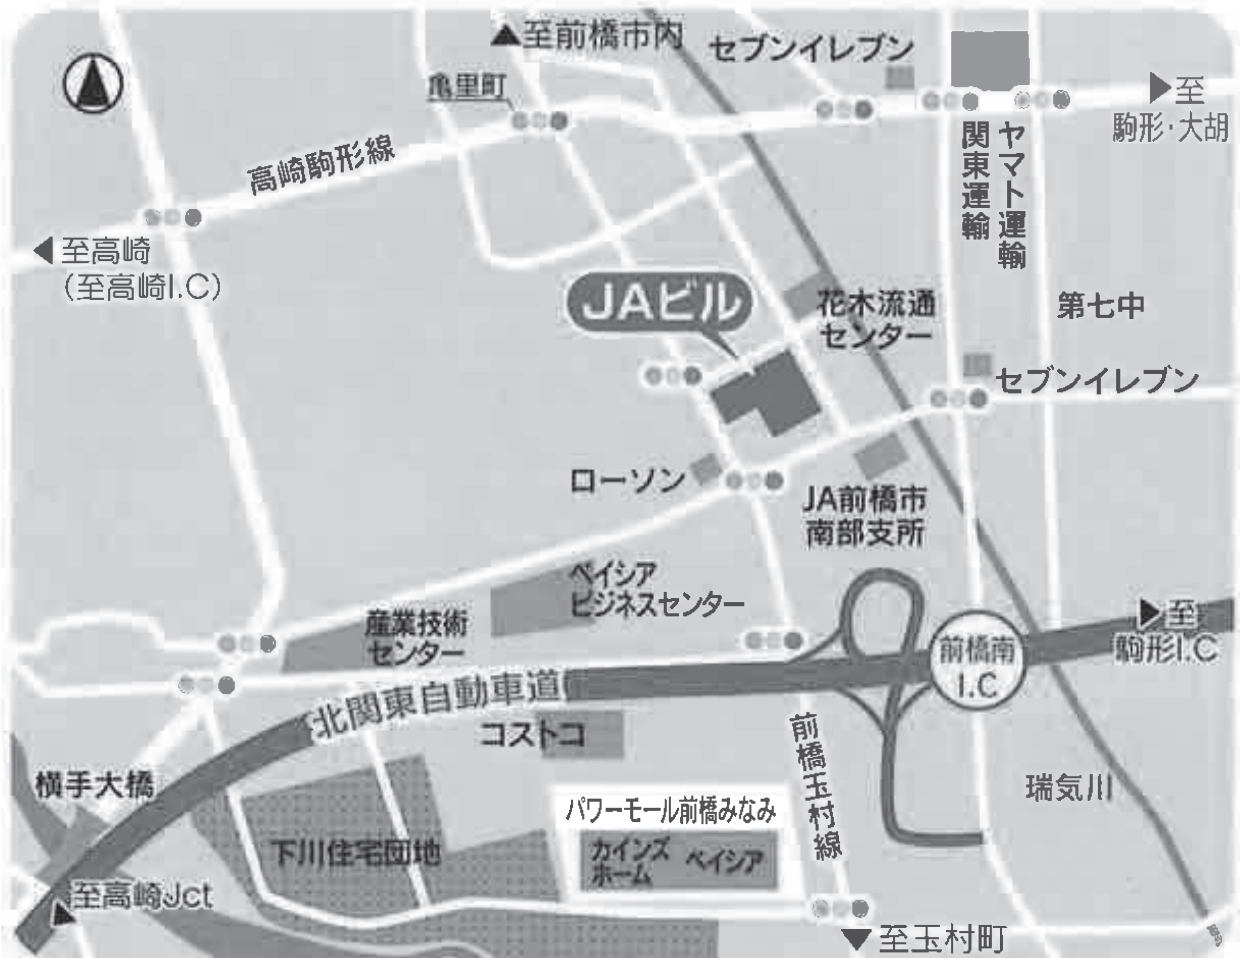 至前橋市内
セブンイレブン
亀里町
至
駒形・大胡
高崎駒形線
関東運輸
ヤマト運輸
至高崎
(至高崎I.C)
JAビル
花木流通
センター
第七中
セブンイレブン
ローソン
JA前橋市
南部支所
ベイシア
ビジネスセンター
産業技術
センター
前橋南
I.C
至
駒形I.C
北関東自動車道
コストコ
前橋玉村線
横手大橋
瑞気川
パワーモール前橋みなみ
カインズ
ホーム
ベイシア
下川住宅団地
至高崎Jct
至玉村町